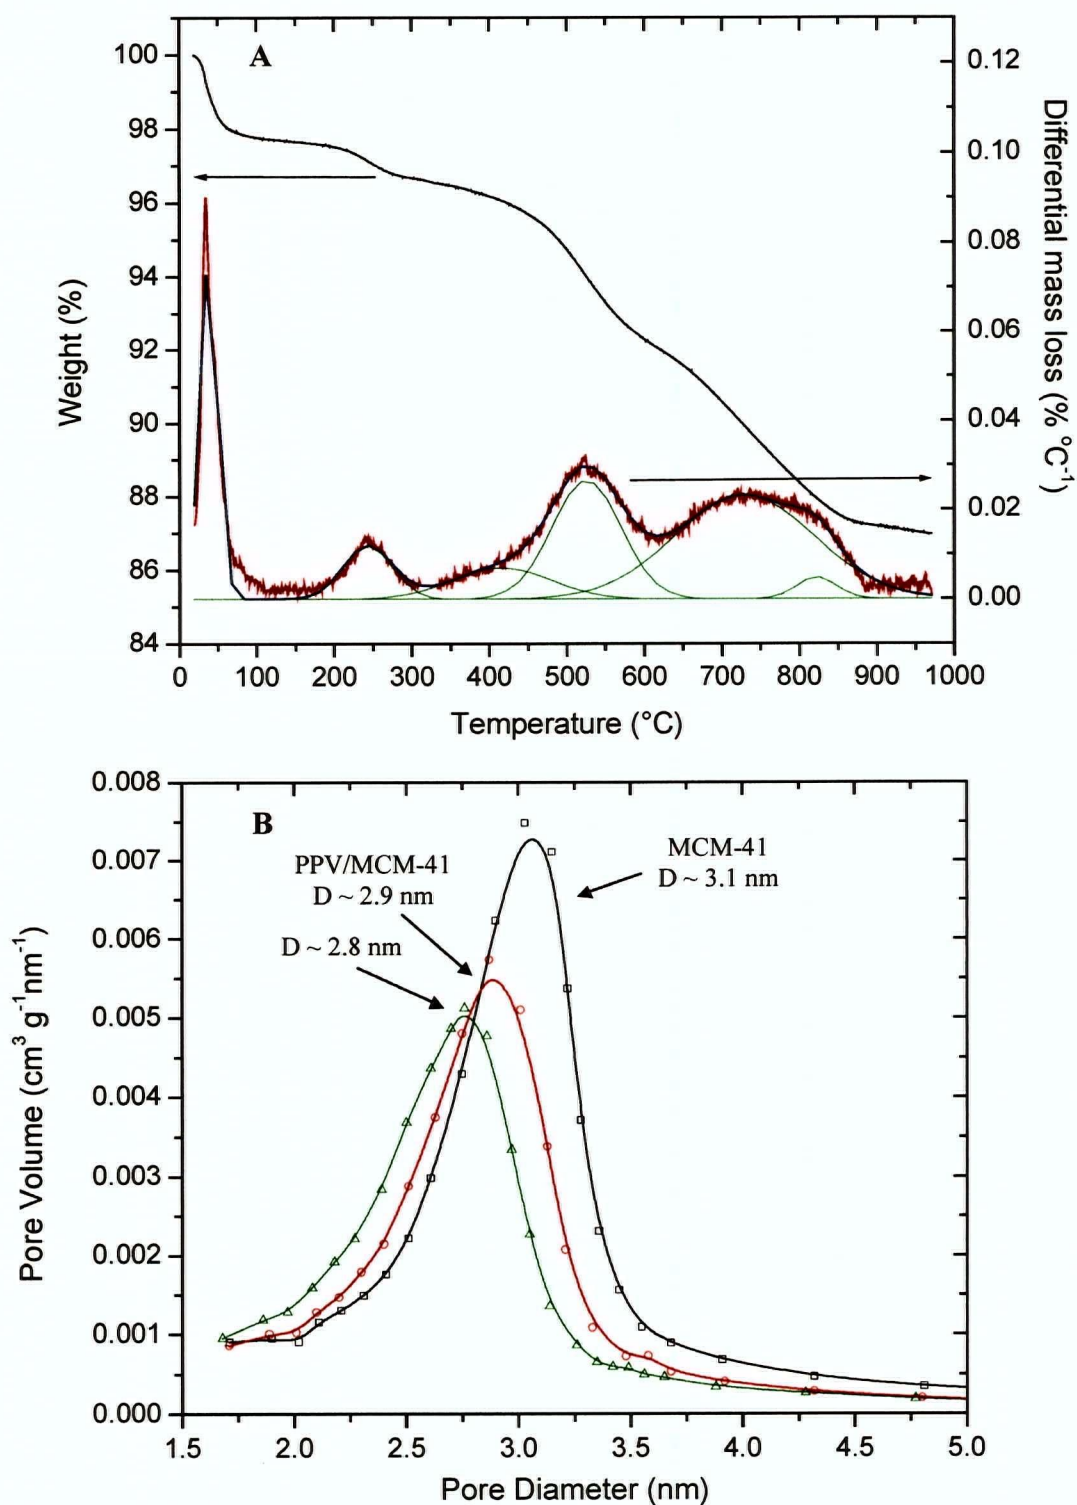 A
100
98
96
94
92
90
88
86
84
Weight (%)
0.12
0.10
0.08
0.06
0.04
0.02
0.00
Differential mass loss (% °C⁻¹)
0 100 200 300 400 500 600 700 800 900 1000
Temperature (°C)
B
0.008
0.007
0.006
0.005
0.004
0.003
0.002
0.001
0.000
Pore Volume (cm³ g⁻¹nm⁻¹)
PPV/MCM-41
D ~ 2.9 nm
D ~ 2.8 nm
MCM-41
D ~ 3.1 nm
1.5 2.0 2.5 3.0 3.5 4.0 4.5 5.0
Pore Diameter (nm)